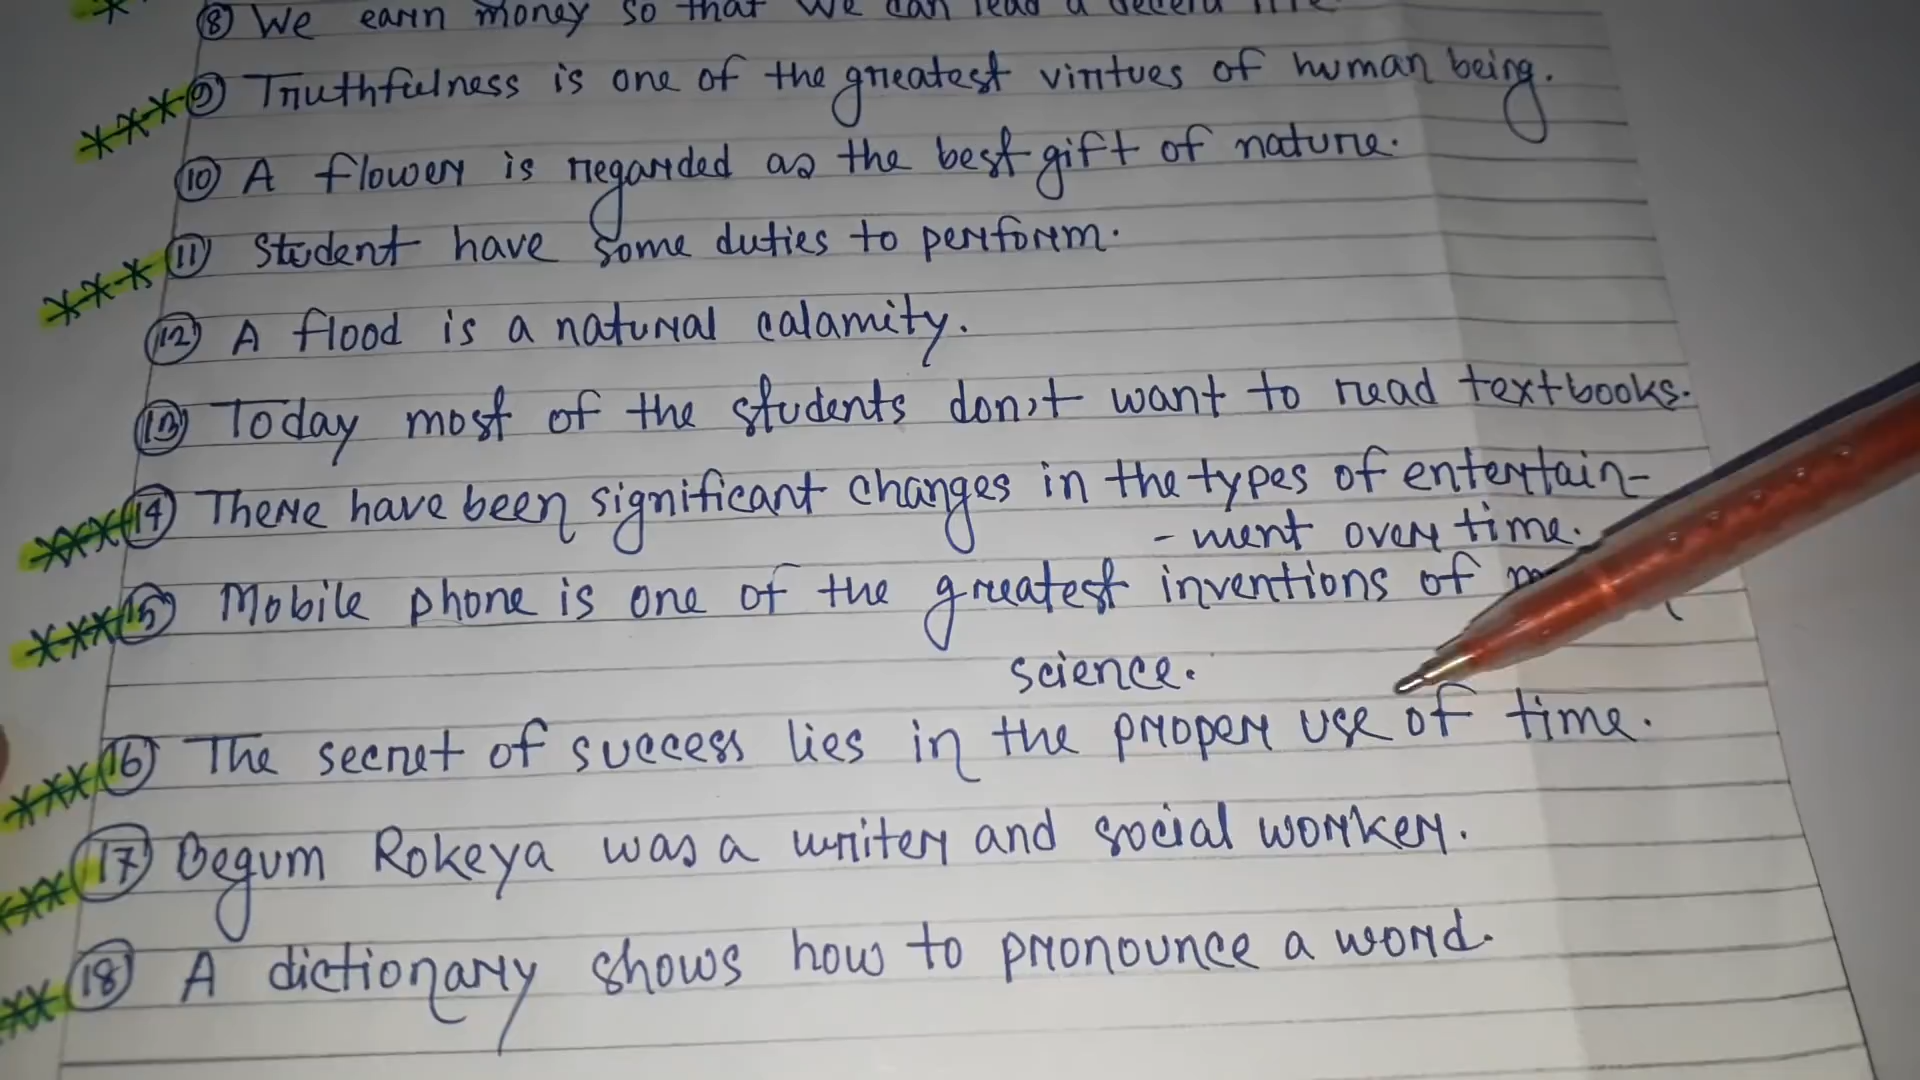 ⑧ We earn money so that we can lead a
⑨ Truthfulness is one of the greatest virtues of human being.
⑩ A flower is regarded as the best gift of nature.
⑪ Student have some duties to perform.
⑫ A flood is a natural calamity.
⑬ Today most of the students don't want to read textbooks.
⑭ There have been significant changes in the types of entertain-
- ment over time.
⑮ Mobile phone is one of the greatest inventions of
science.
⑯ The secret of success lies in the proper use of time.
⑰ Begum Rokeya was a writer and social worker.
⑱ A dictionary shows how to pronounce a word.